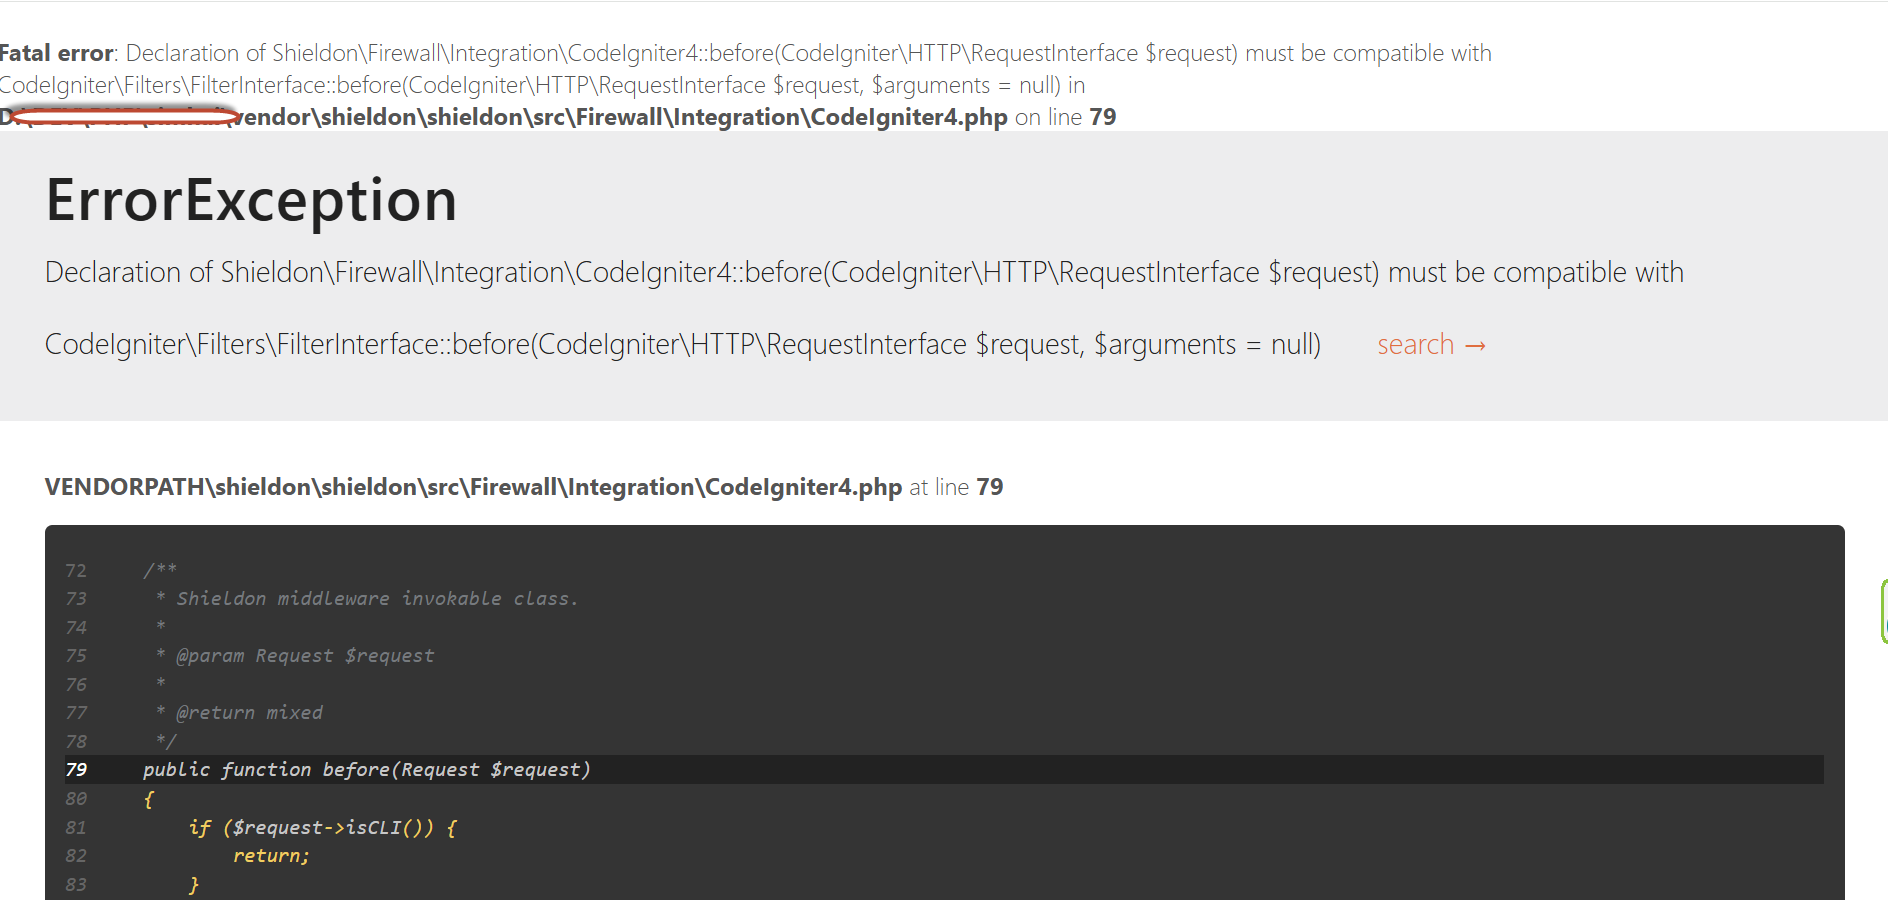 Fatal error: Declaration of Shieldon\Firewall\Integration\CodeIgniter4::before(CodeIgniter\HTTP\RequestInterface $request) must be compatible with
CodeIgniter\Filters\FilterInterface::before(CodeIgniter\HTTP\RequestInterface $request, $arguments = null) in
vendor\shieldon\shieldon\src\Firewall\Integration\CodeIgniter4.php on line 79
ErrorException
Declaration of Shieldon\Firewall\Integration\CodeIgniter4::before(CodeIgniter\HTTP\RequestInterface $request) must be compatible with
CodeIgniter\Filters\FilterInterface::before(CodeIgniter\HTTP\RequestInterface $request, $arguments = null) search →
VENDORPATH\shieldon\shieldon\src\Firewall\Integration\CodeIgniter4.php at line 79
72 /**
73 * Shieldon middleware invokable class.
74 *
75 * @param Request $request
76 *
77 * @return mixed
78 */
79 public function before(Request $request)
80 {
81 if ($request->isCLI()) {
82 return;
83 }